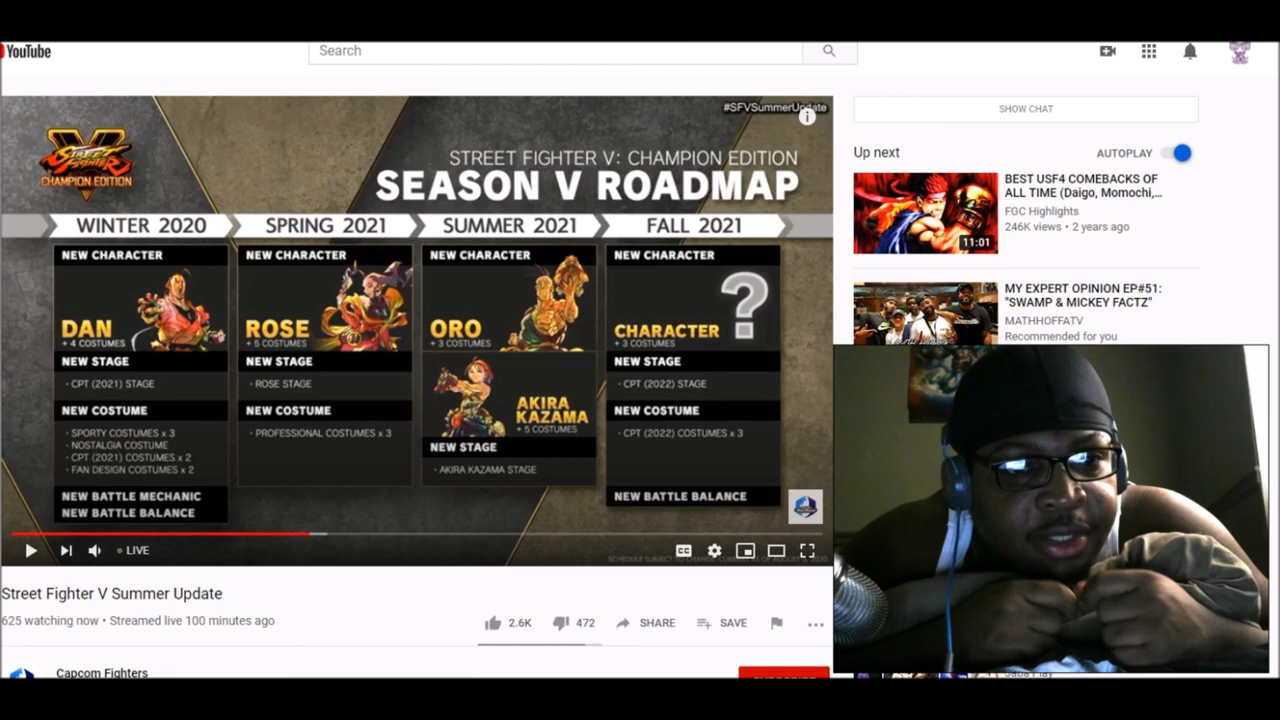 YouTube
Search
#SFVSummerUpdate
STREET FIGHTER
V
CHAMPION EDITION
STREET FIGHTER V: CHAMPION EDITION
SEASON V ROADMAP
WINTER 2020
SPRING 2021
SUMMER 2021
FALL 2021
NEW CHARACTER
DAN
+ 4 COSTUMES
NEW STAGE
· CPT (2021) STAGE
NEW COSTUME
· SPORTY COSTUMES x 3
· NOSTALGIA COSTUME
· CPT (2021) COSTUMES x 2
· FAN DESIGN COSTUMES x 2
NEW BATTLE MECHANIC
NEW BATTLE BALANCE
NEW CHARACTER
ROSE
+ 5 COSTUMES
NEW STAGE
· ROSE STAGE
NEW COSTUME
· PROFESSIONAL COSTUMES x 3
NEW CHARACTER
ORO
+ 3 COSTUMES
AKIRA
KAZAMA
+ 5 COSTUMES
NEW STAGE
· AKIRA KAZAMA STAGE
NEW CHARACTER
?
CHARACTER
+ 3 COSTUMES
NEW STAGE
· CPT (2022) STAGE
NEW COSTUME
· CPT (2022) COSTUMES x 3
NEW BATTLE BALANCE
• LIVE
CC
Street Fighter V Summer Update
625 watching now • Streamed live 100 minutes ago
2.6K
472
SHARE
SAVE
Capcom Fighters
SHOW CHAT
Up next
AUTOPLAY
BEST USF4 COMEBACKS OF
ALL TIME (Daigo, Momochi,...
FGC Highlights
246K views • 2 years ago
11:01
MY EXPERT OPINION EP#51:
"SWAMP & MICKEY FACTZ"
MATHHOFFATV
Recommended for you